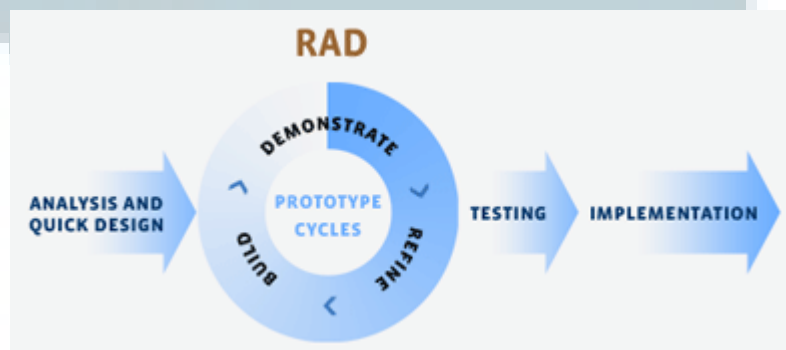 RAD
ANALYSIS AND
QUICK DESIGN
DEMONSTRATE
PROTOTYPE
CYCLES
REFINE
BUILD
TESTING
IMPLEMENTATION